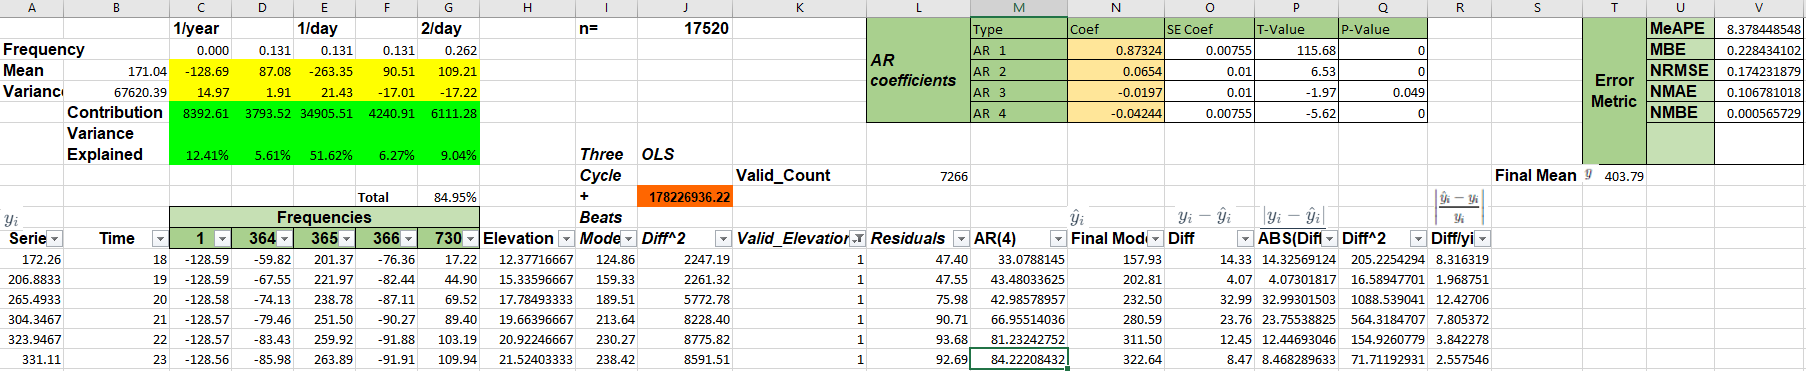 A B C D E F G H I J K L M N O P Q R S T U V
1/year 1/day 2/day n= 17520 Type Coef SE Coef T-Value P-Value MeAPE 8.378448548
Frequency 0.000 0.131 0.131 0.131 0.262 AR 1 0.87324 0.00755 115.68 0 MBE 0.228434102
Mean 171.04 -128.69 87.08 -263.35 90.51 109.21 AR coefficients AR 2 0.0654 0.01 6.53 0 Error Metric NRMSE 0.174231879
Varianc 67620.39 14.97 1.91 21.43 -17.01 -17.22 AR 3 -0.0197 0.01 -1.97 0.049 NMAE 0.106781018
Contribution 8392.61 3793.52 34905.51 4240.91 6111.28 AR 4 -0.04244 0.00755 -5.62 0 NMBE 0.000565729
Variance
Explained 12.41% 5.61% 51.62% 6.27% 9.04% Three OLS
Cycle Valid_Count 7266 Final Mean ȳ 403.79
Total 84.95% + 178226936.22
yᵢ Frequencies Beats ŷᵢ yᵢ − ŷᵢ |yᵢ − ŷᵢ| |(ŷᵢ − yᵢ)/yᵢ|
Serie Time 1 364 365 366 730 Elevation Mode Diff^2 Valid_Elevation Residuals AR(4) Final Mod Diff ABS(Diff Diff^2 Diff/yi
172.26 18 -128.59 -59.82 201.37 -76.36 17.22 12.37716667 124.86 2247.19 1 47.40 33.0788145 157.93 14.33 14.32569124 205.2254294 8.316319
206.8833 19 -128.59 -67.55 221.97 -82.44 44.90 15.33596667 159.33 2261.32 1 47.55 43.48033625 202.81 4.07 4.07301817 16.58947701 1.968751
265.4933 20 -128.58 -74.13 238.78 -87.11 69.52 17.78493333 189.51 5772.78 1 75.98 42.98578957 232.50 32.99 32.99301503 1088.539041 12.42706
304.3467 21 -128.57 -79.46 251.50 -90.27 89.40 19.66396667 213.64 8228.40 1 90.71 66.95514036 280.59 23.76 23.75538825 564.3184707 7.805372
323.9467 22 -128.57 -83.43 259.92 -91.88 103.19 20.92246667 230.27 8775.82 1 93.68 81.23242752 311.50 12.45 12.44693046 154.9260779 3.842278
331.11 23 -128.56 -85.98 263.89 -91.91 109.94 21.52403333 238.42 8591.51 1 92.69 84.22208432 322.64 8.47 8.468289633 71.71192931 2.557546